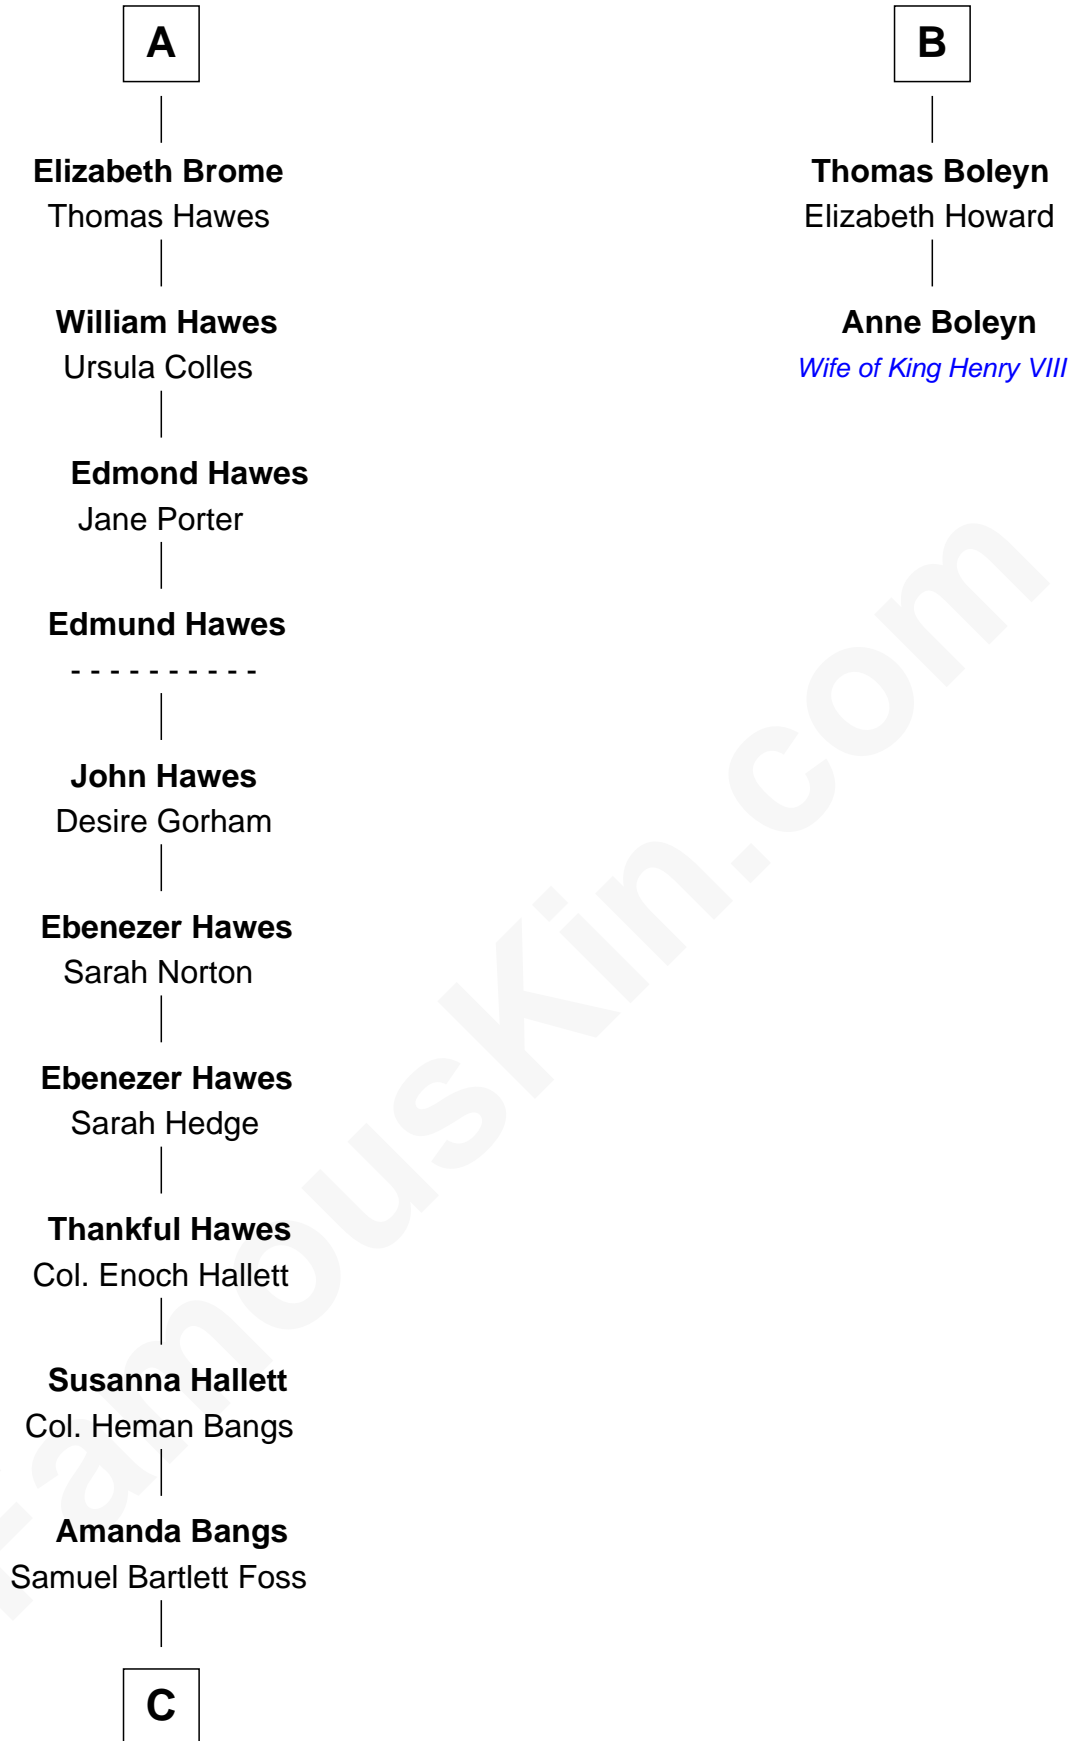 A
Elizabeth Brome
Thomas Hawes
William Hawes
Ursula Colles
Edmond Hawes
Jane Porter
Edmund Hawes
- - - - - - - - - -
John Hawes
Desire Gorham
Ebenezer Hawes
Sarah Norton
Ebenezer Hawes
Sarah Hedge
Thankful Hawes
Col. Enoch Hallett
Susanna Hallett
Col. Heman Bangs
Amanda Bangs
Samuel Bartlett Foss
C
B
Thomas Boleyn
Elizabeth Howard
Anne Boleyn
Wife of King Henry VIII
FamousKin.com